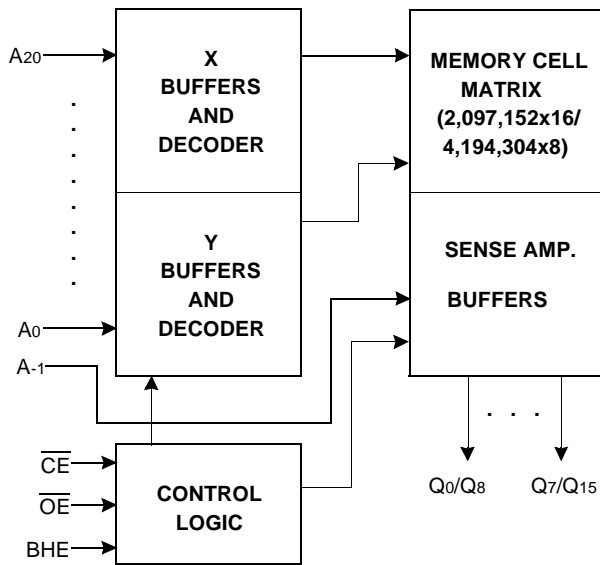 A20
X
BUFFERS
AND
DECODER
MEMORY CELL
MATRIX
(2,097,152x16/
4,194,304x8)
Y
BUFFERS
AND
DECODER
SENSE AMP.
BUFFERS
A0
A-1
CE
OE
BHE
CONTROL
LOGIC
. . .
Q0/Q8
Q7/Q15